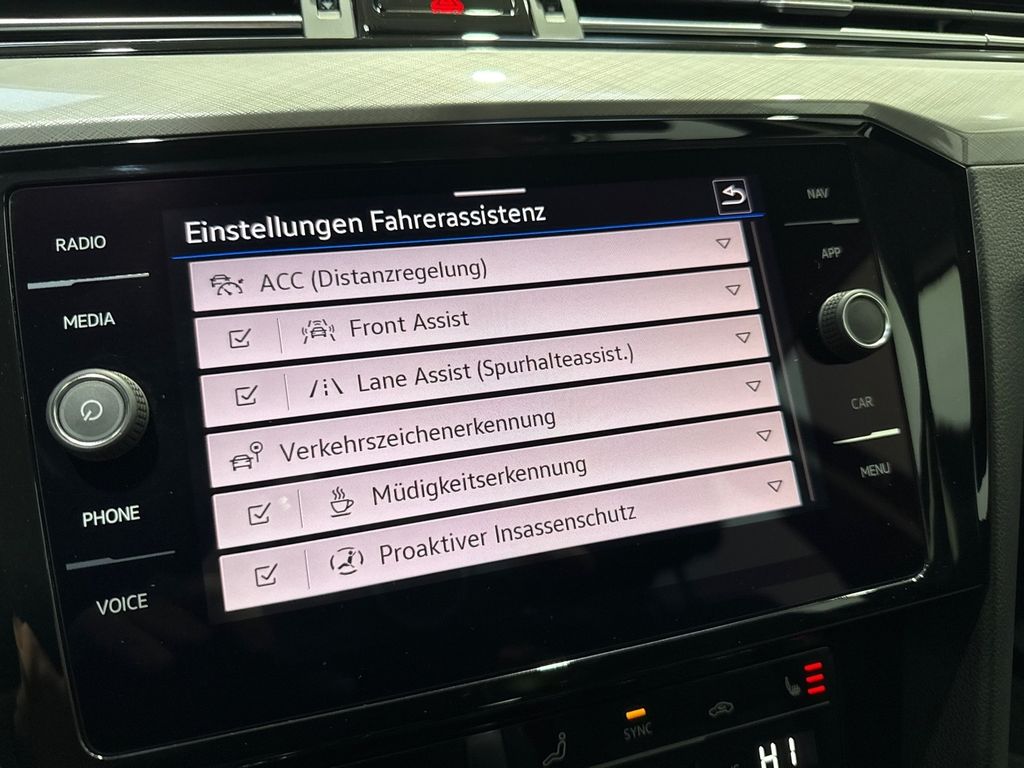 Einstellungen Fahrerassistenz
ACC (Distanzregelung)
Front Assist
Lane Assist (Spurhalteassist.)
Verkehrszeichenerkennung
Müdigkeitserkennung
Proaktiver Insassenschutz
RADIO
MEDIA
PHONE
VOICE
NAV
APP
CAR
MENU
SYNC
HI